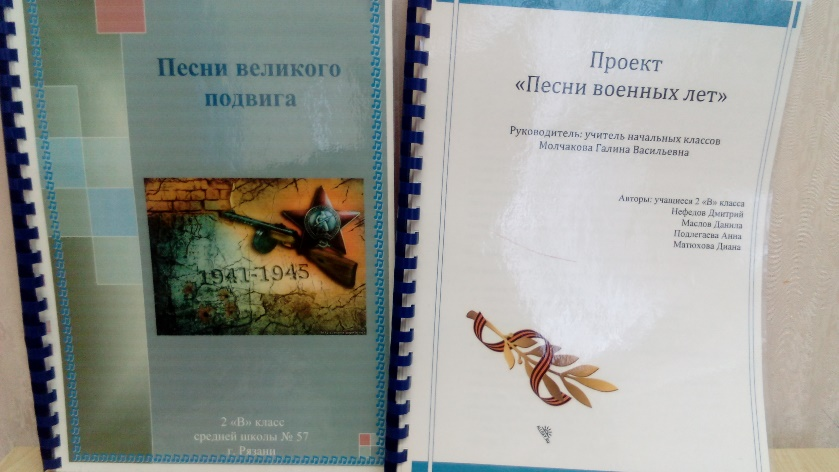 Песни великого
подвига
1941-1945
2 «В» класс
средней школы № 57
г. Рязани
Проект
«Песни военных лет»
Руководитель: учитель начальных классов
Молчакова Галина Васильевна
Авторы: учащиеся 2 «В» класса
Нефедов Дмитрий
Маслов Данила
Подлегаева Анна
Матюхова Диана